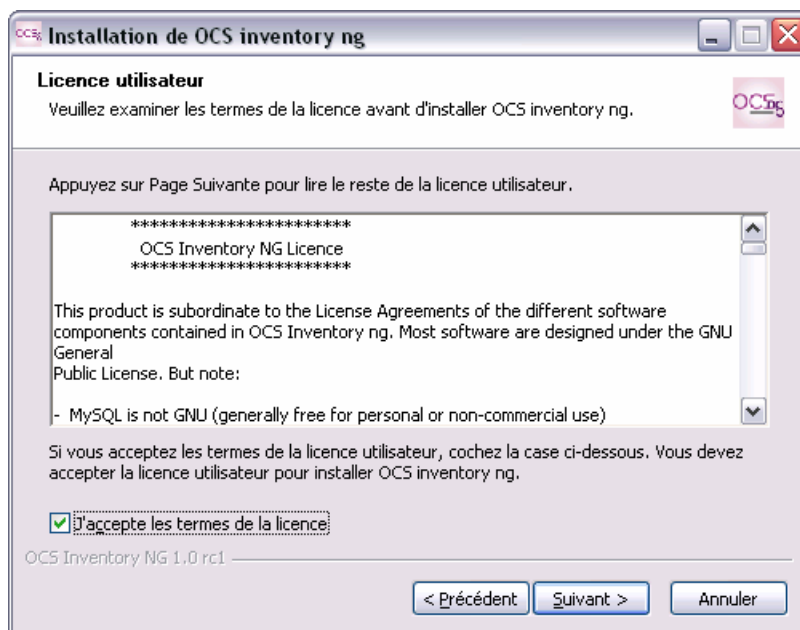 Installation de OCS inventory ng
Licence utilisateur
Veuillez examiner les termes de la licence avant d'installer OCS inventory ng.
Appuyez sur Page Suivante pour lire le reste de la licence utilisateur.
************************
OCS Inventory NG Licence
************************
This product is subordinate to the License Agreements of the different software
components contained in OCS Inventory ng. Most software are designed under the GNU
General
Public License. But note:
- MySQL is not GNU (generally free for personal or non-commercial use)
Si vous acceptez les termes de la licence utilisateur, cochez la case ci-dessous. Vous devez
accepter la licence utilisateur pour installer OCS inventory ng.
J'accepte les termes de la licence
OCS Inventory NG 1.0 rc1
< Précédent
Suivant >
Annuler